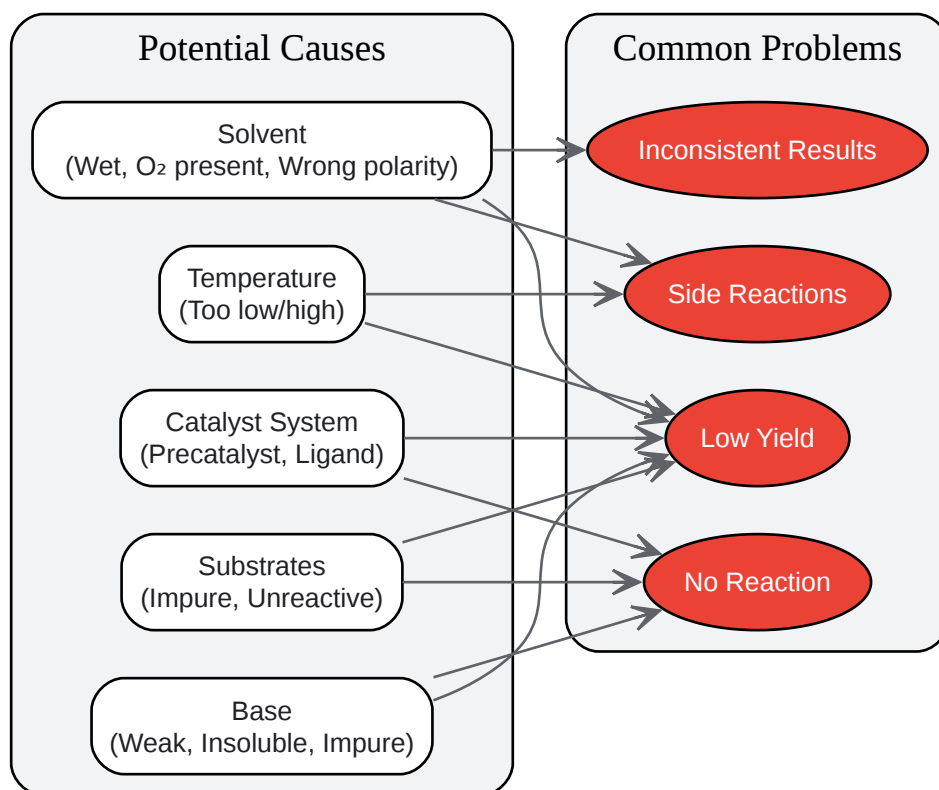 Potential Causes
Solvent
(Wet, O₂ present, Wrong polarity)
Temperature
(Too low/high)
Catalyst System
(Precatalyst, Ligand)
Substrates
(Impure, Unreactive)
Base
(Weak, Insoluble, Impure)
Common Problems
Inconsistent Results
Side Reactions
Low Yield
No Reaction